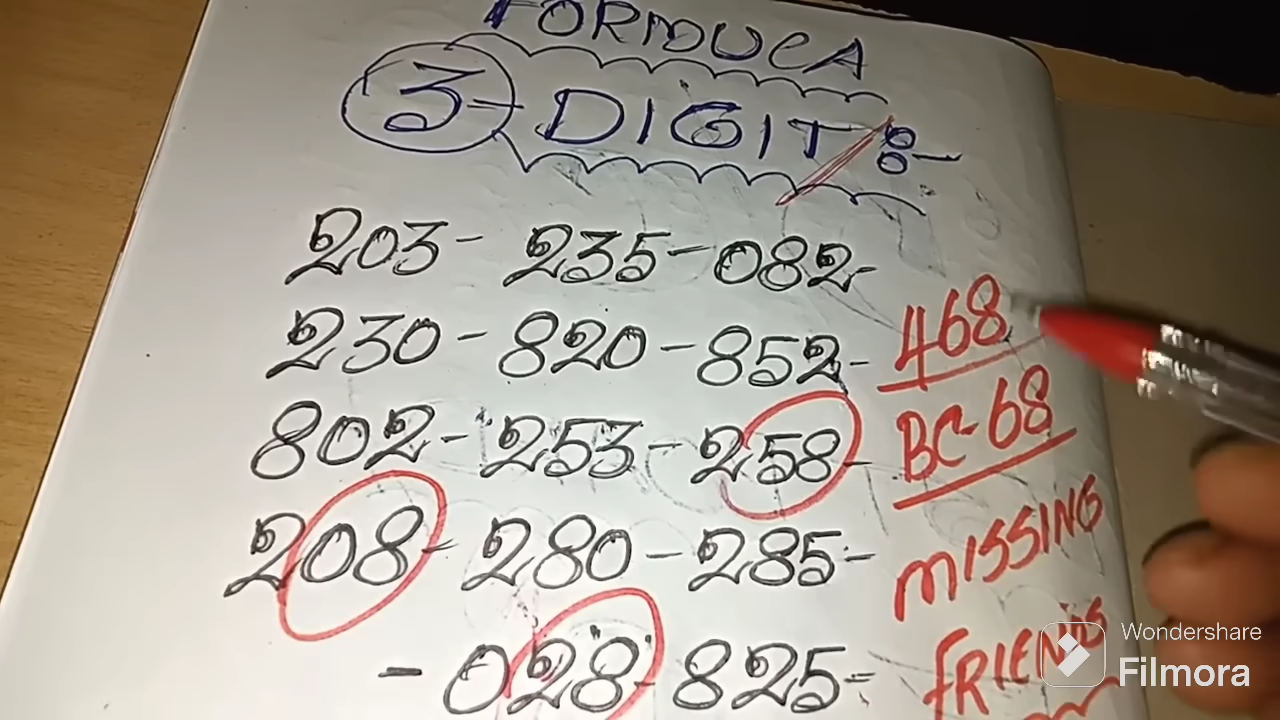 FORMULA
3-DIGIT:-
203- 235-082-
230-820-852-
802-253-258-
208-280-285-
-028-825=
468
BC-68
MISSING
FRIENDS
Wondershare
Filmora